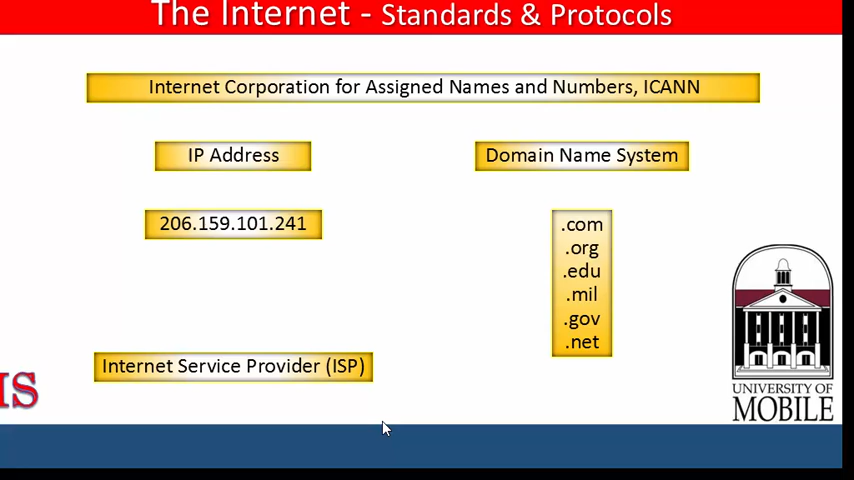 The Internet - Standards & Protocols
Internet Corporation for Assigned Names and Numbers, ICANN
IP Address
Domain Name System
206.159.101.241
.com
.org
.edu
.mil
.gov
.net
Internet Service Provider (ISP)
IS
UNIVERSITY OF
MOBILE